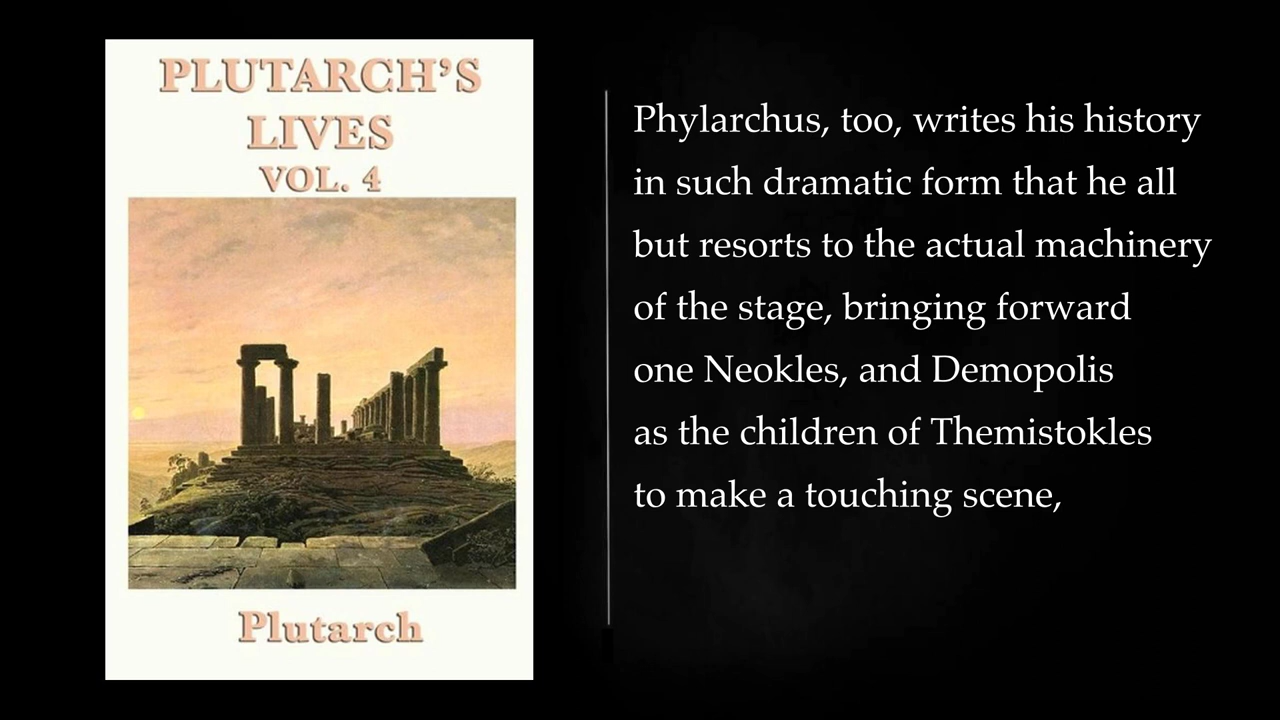 PLUTARCH'S
LIVES
VOL. 4
Plutarch
Phylarchus, too, writes his history
in such dramatic form that he all
but resorts to the actual machinery
of the stage, bringing forward
one Neokles, and Demopolis
as the children of Themistokles
to make a touching scene,